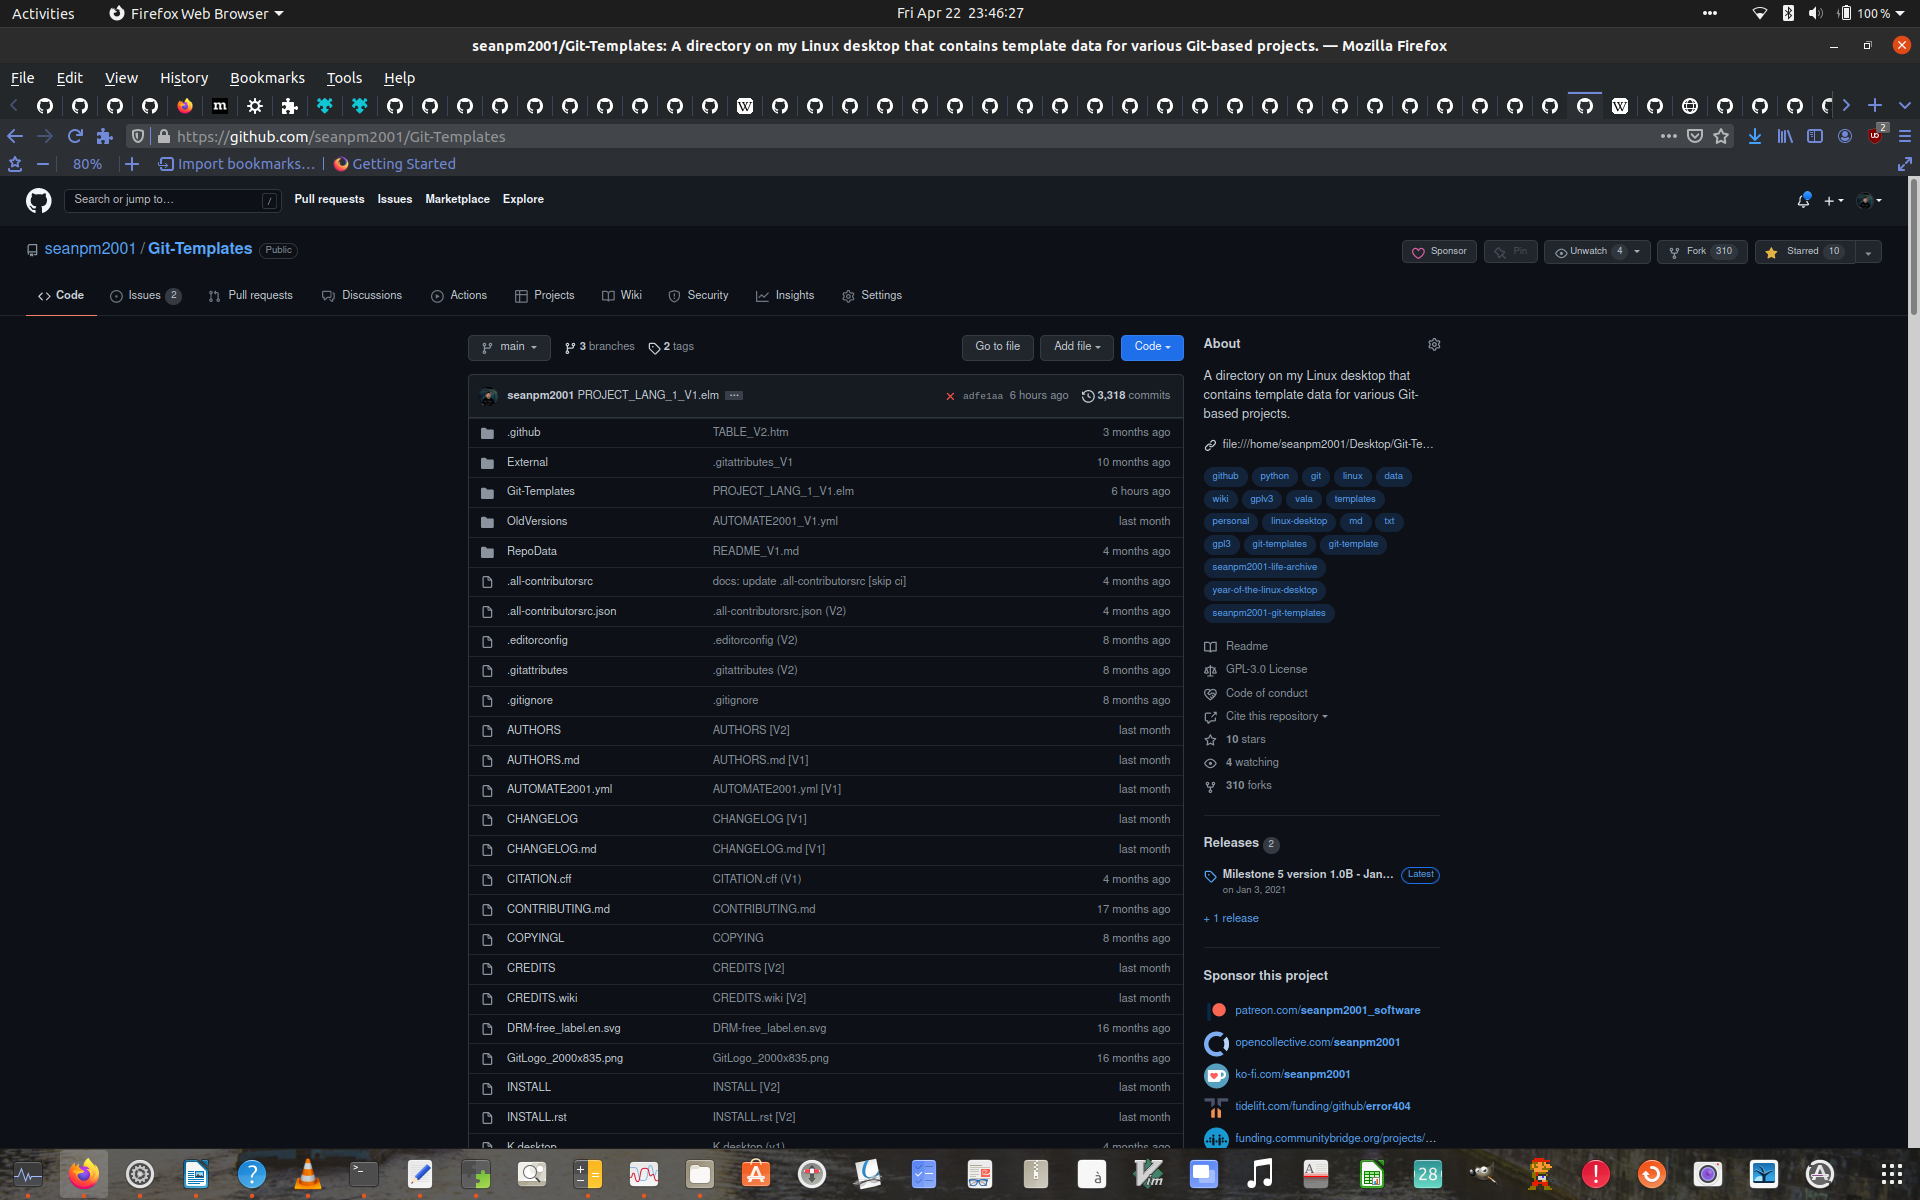 Activities Firefox Web Browser Fri Apr 22 23:46:27 100 %
seanpm2001/Git-Templates: A directory on my Linux desktop that contains template data for various Git-based projects. — Mozilla Firefox
File Edit View History Bookmarks Tools Help
https://github.com/seanpm2001/Git-Templates 2
80% Import bookmarks... Getting Started
Search or jump to... / Pull requests Issues Marketplace Explore
seanpm2001 / Git-Templates Public Sponsor Pin Unwatch 4 Fork 310 Starred 10
Code Issues 2 Pull requests Discussions Actions Projects Wiki Security Insights Settings
main 3 branches 2 tags Go to file Add file Code
seanpm2001 PROJECT_LANG_1_V1.elm ... adfe1aa 6 hours ago 3,318 commits
.github TABLE_V2.htm 3 months ago
External .gitattributes_V1 10 months ago
Git-Templates PROJECT_LANG_1_V1.elm 6 hours ago
OldVersions AUTOMATE2001_V1.yml last month
RepoData README_V1.md 4 months ago
.all-contributorsrc docs: update .all-contributorsrc [skip ci] 4 months ago
.all-contributorsrc.json .all-contributorsrc.json (V2) 4 months ago
.editorconfig .editorconfig (V2) 8 months ago
.gitattributes .gitattributes (V2) 8 months ago
.gitignore .gitignore 8 months ago
AUTHORS AUTHORS [V2] last month
AUTHORS.md AUTHORS.md [V1] last month
AUTOMATE2001.yml AUTOMATE2001.yml [V1] last month
CHANGELOG CHANGELOG [V1] last month
CHANGELOG.md CHANGELOG.md [V1] last month
CITATION.cff CITATION.cff (V1) 4 months ago
CONTRIBUTING.md CONTRIBUTING.md 17 months ago
COPYINGL COPYING 8 months ago
CREDITS CREDITS [V2] last month
CREDITS.wiki CREDITS.wiki [V2] last month
DRM-free_label.en.svg DRM-free_label.en.svg 16 months ago
GitLogo_2000x835.png GitLogo_2000x835.png 16 months ago
INSTALL INSTALL [V2] last month
INSTALL.rst INSTALL.rst [V2] last month
K.desktop K.desktop (v1) 4 months ago
About
A directory on my Linux desktop that
contains template data for various Git-
based projects.
file:///home/seanpm2001/Desktop/Git-Te...
github python git linux data
wiki gplv3 vala templates
personal linux-desktop md txt
gpl3 git-templates git-template
seanpm2001-life-archive
year-of-the-linux-desktop
seanpm2001-git-templates
Readme
GPL-3.0 License
Code of conduct
Cite this repository
10 stars
4 watching
310 forks
Releases 2
Milestone 5 version 1.0B - Jan... Latest
on Jan 3, 2021
+ 1 release
Sponsor this project
patreon.com/seanpm2001_software
opencollective.com/seanpm2001
ko-fi.com/seanpm2001
tidelift.com/funding/github/error404
funding.communitybridge.org/projects/...
28